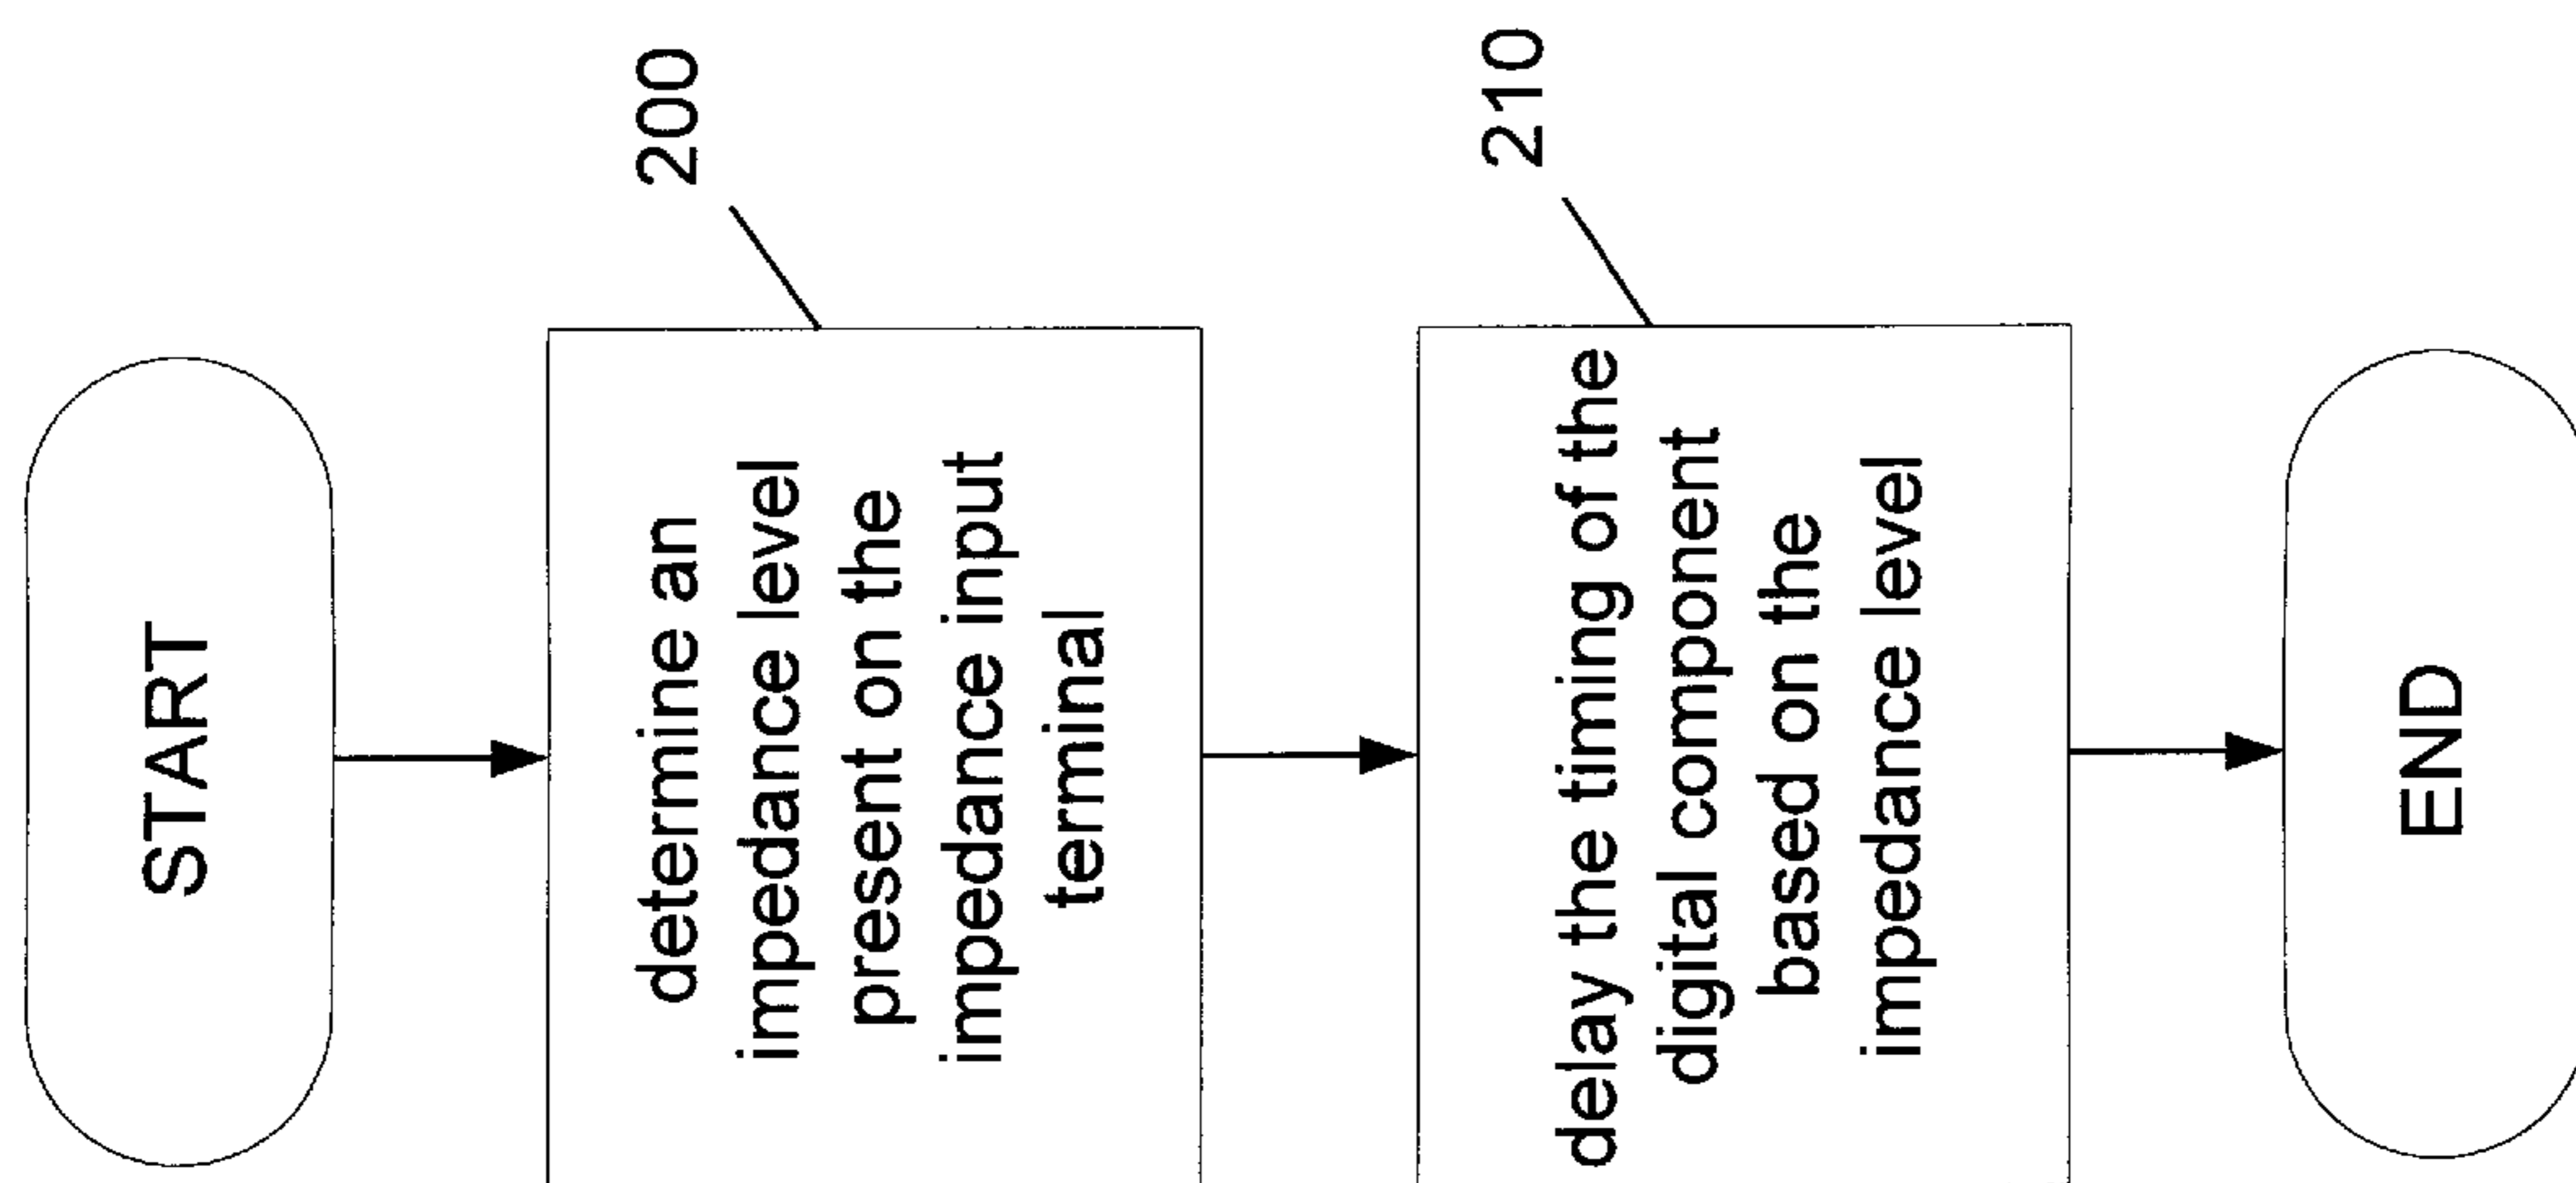 START
200
determine an
impedance level
present on the
impedance input
terminal
210
delay the timing of the
digital component
based on the
impedance level
END